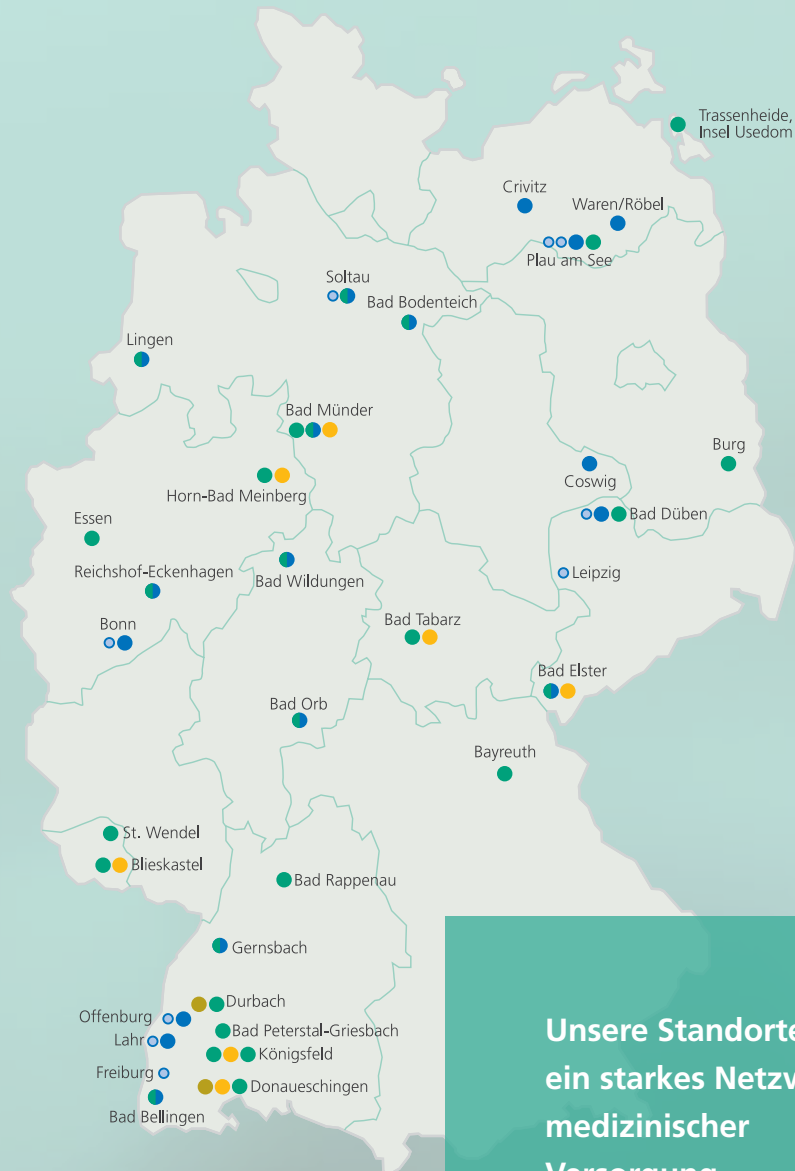 Trassenheide,
Insel Usedom
Crivitz
Waren/Röbel
Plau am See
Soltau
Bad Bodenteich
Lingen
Bad Münder
Burg
Coswig
Horn-Bad Meinberg
Bad Düben
Essen
Reichshof-Eckenhagen
Bad Wildungen
Leipzig
Bonn
Bad Tabarz
Bad Elster
Bad Orb
Bayreuth
St. Wendel
Blieskastel
Bad Rappenau
Gernsbach
Durbach
Offenburg
Bad Peterstal-Griesbach
Lahr
Königsfeld
Freiburg
Donaueschingen
Bad Bellingen
Unsere Standorte
ein starkes Netzw
medizinischer
Versorgung